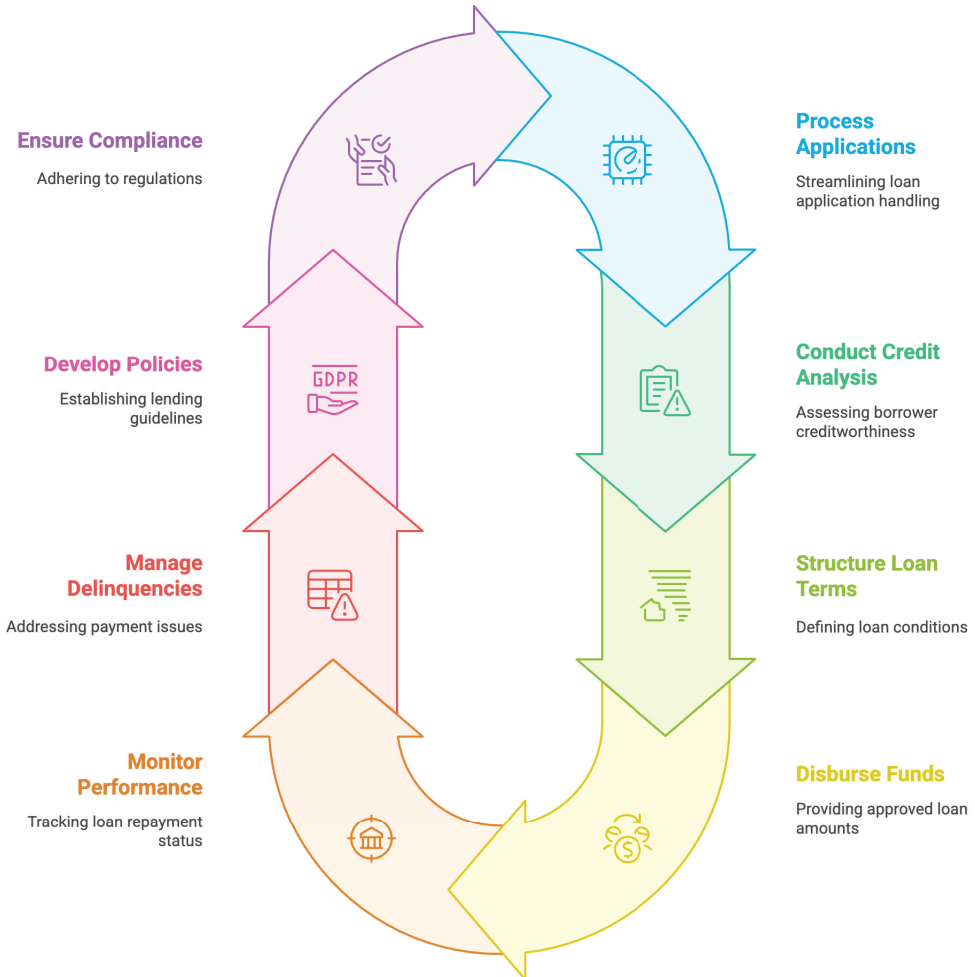 Ensure Compliance
Adhering to regulations
Process
Applications
Streamlining loan
application handling
Develop Policies
Establishing lending
guidelines
GDPR
Conduct Credit
Analysis
Assessing borrower
creditworthiness
Manage
Delinquencies
Addressing payment issues
Structure Loan
Terms
Defining loan conditions
Monitor
Performance
Tracking loan repayment
status
Disburse Funds
Providing approved loan
amounts
$